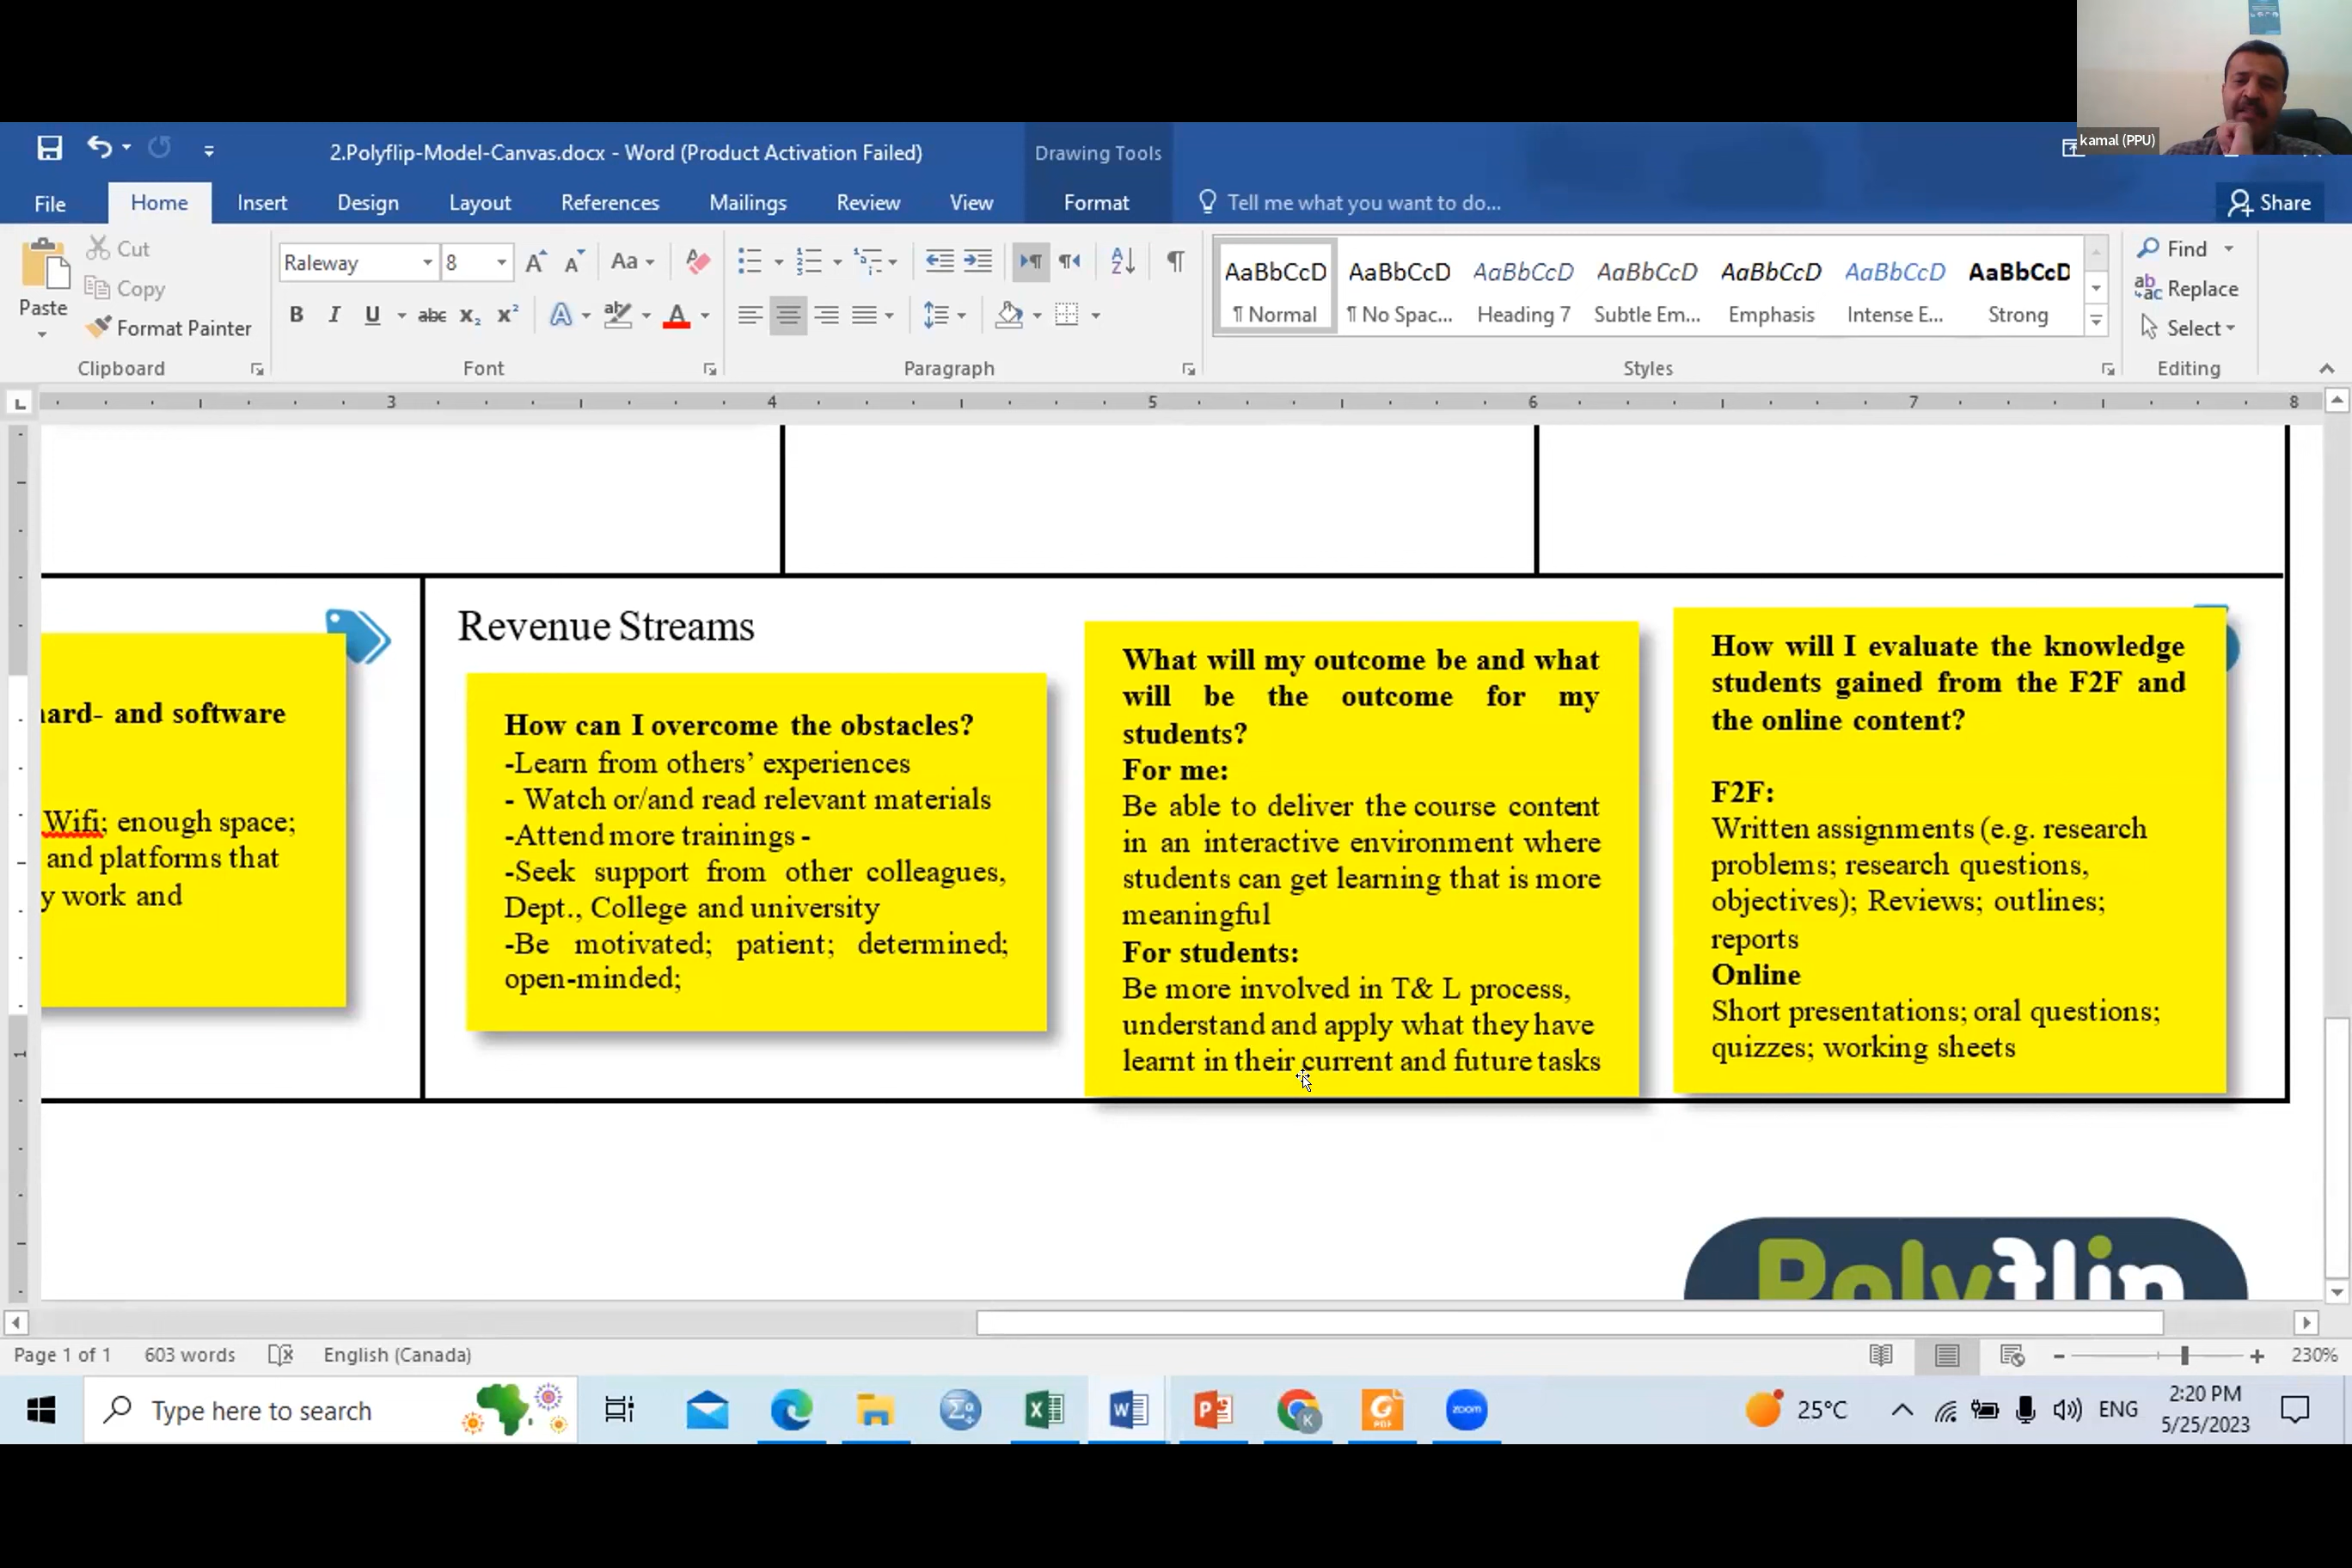 kamal (PPU)
2.Polyflip-Model-Canvas.docx - Word (Product Activation Failed)
Drawing Tools
File Home Insert Design Layout References Mailings Review View Format Tell me what you want to do... Share
Paste
Cut
Copy
Format Painter
Clipboard
Raleway 8
Font
Paragraph
AaBbCcD AaBbCcD AaBbCcD AaBbCcD AaBbCcD AaBbCcD AaBbCcD
¶ Normal ¶ No Spac... Heading 7 Subtle Em... Emphasis Intense E... Strong
Styles
Find
Replace
Select
Editing
3 4 5 6 7 8
hard- and software
Wifi; enough space;
and platforms that
y work and
Revenue Streams
How can I overcome the obstacles?
-Learn from others’ experiences
- Watch or/and read relevant materials
-Attend more trainings -
-Seek support from other colleagues,
Dept., College and university
-Be motivated; patient; determined;
open-minded;
What will my outcome be and what
will be the outcome for my
students?
For me:
Be able to deliver the course content
in an interactive environment where
students can get learning that is more
meaningful
For students:
Be more involved in T& L process,
understand and apply what they have
learnt in their current and future tasks
How will I evaluate the knowledge
students gained from the F2F and
the online content?
F2F:
Written assignments (e.g. research
problems; research questions,
objectives); Reviews; outlines;
reports
Online
Short presentations; oral questions;
quizzes; working sheets
Polyflip
Page 1 of 1 603 words English (Canada) 230%
Type here to search
zoom
25°C ENG
2:20 PM
5/25/2023